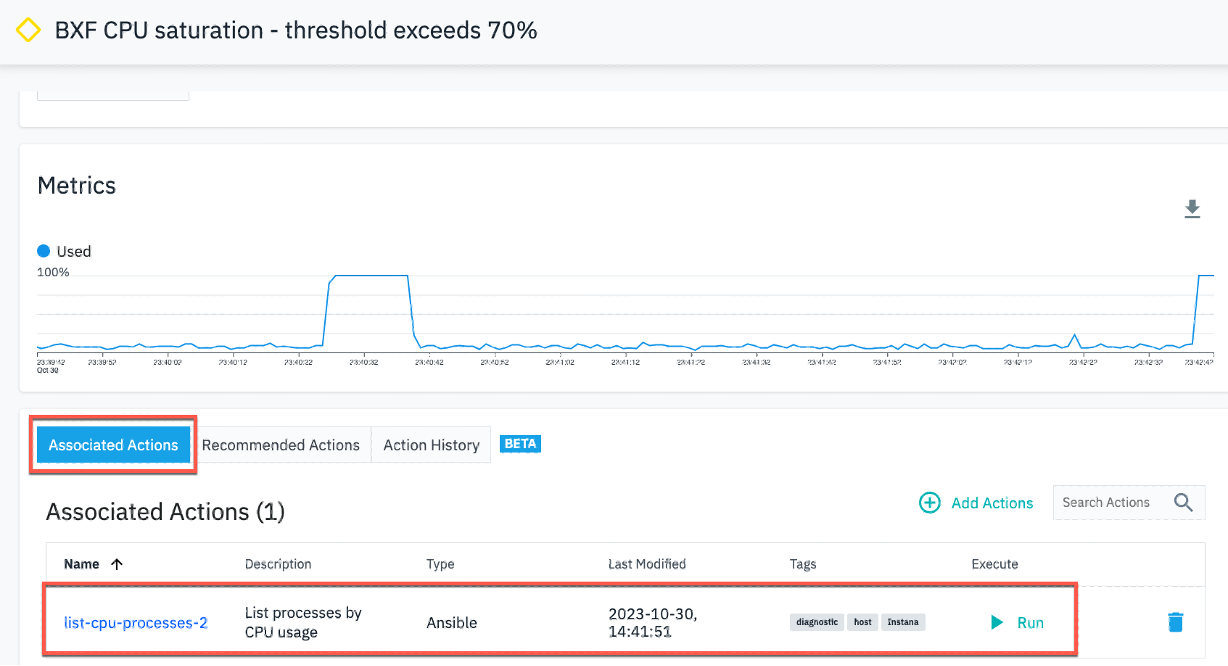 BXF CPU saturation - threshold exceeds 70%
Metrics
Used
100%
23:39:42 23:39:52 23:40:02 23:40:12 23:40:22 23:40:32 23:40:42 23:40:52 23:41:02 23:41:12 23:41:22 23:41:32 23:41:42 23:41:52 23:42:02 23:42:12 23:42:22 23:42:32 23:42:42
Oct 30
Associated Actions Recommended Actions Action History BETA
Associated Actions (1) Add Actions Search Actions
Name Description Type Last Modified Tags Execute
list-cpu-processes-2 List processes by CPU usage Ansible 2023-10-30, 14:41:51 diagnostic host Instana Run